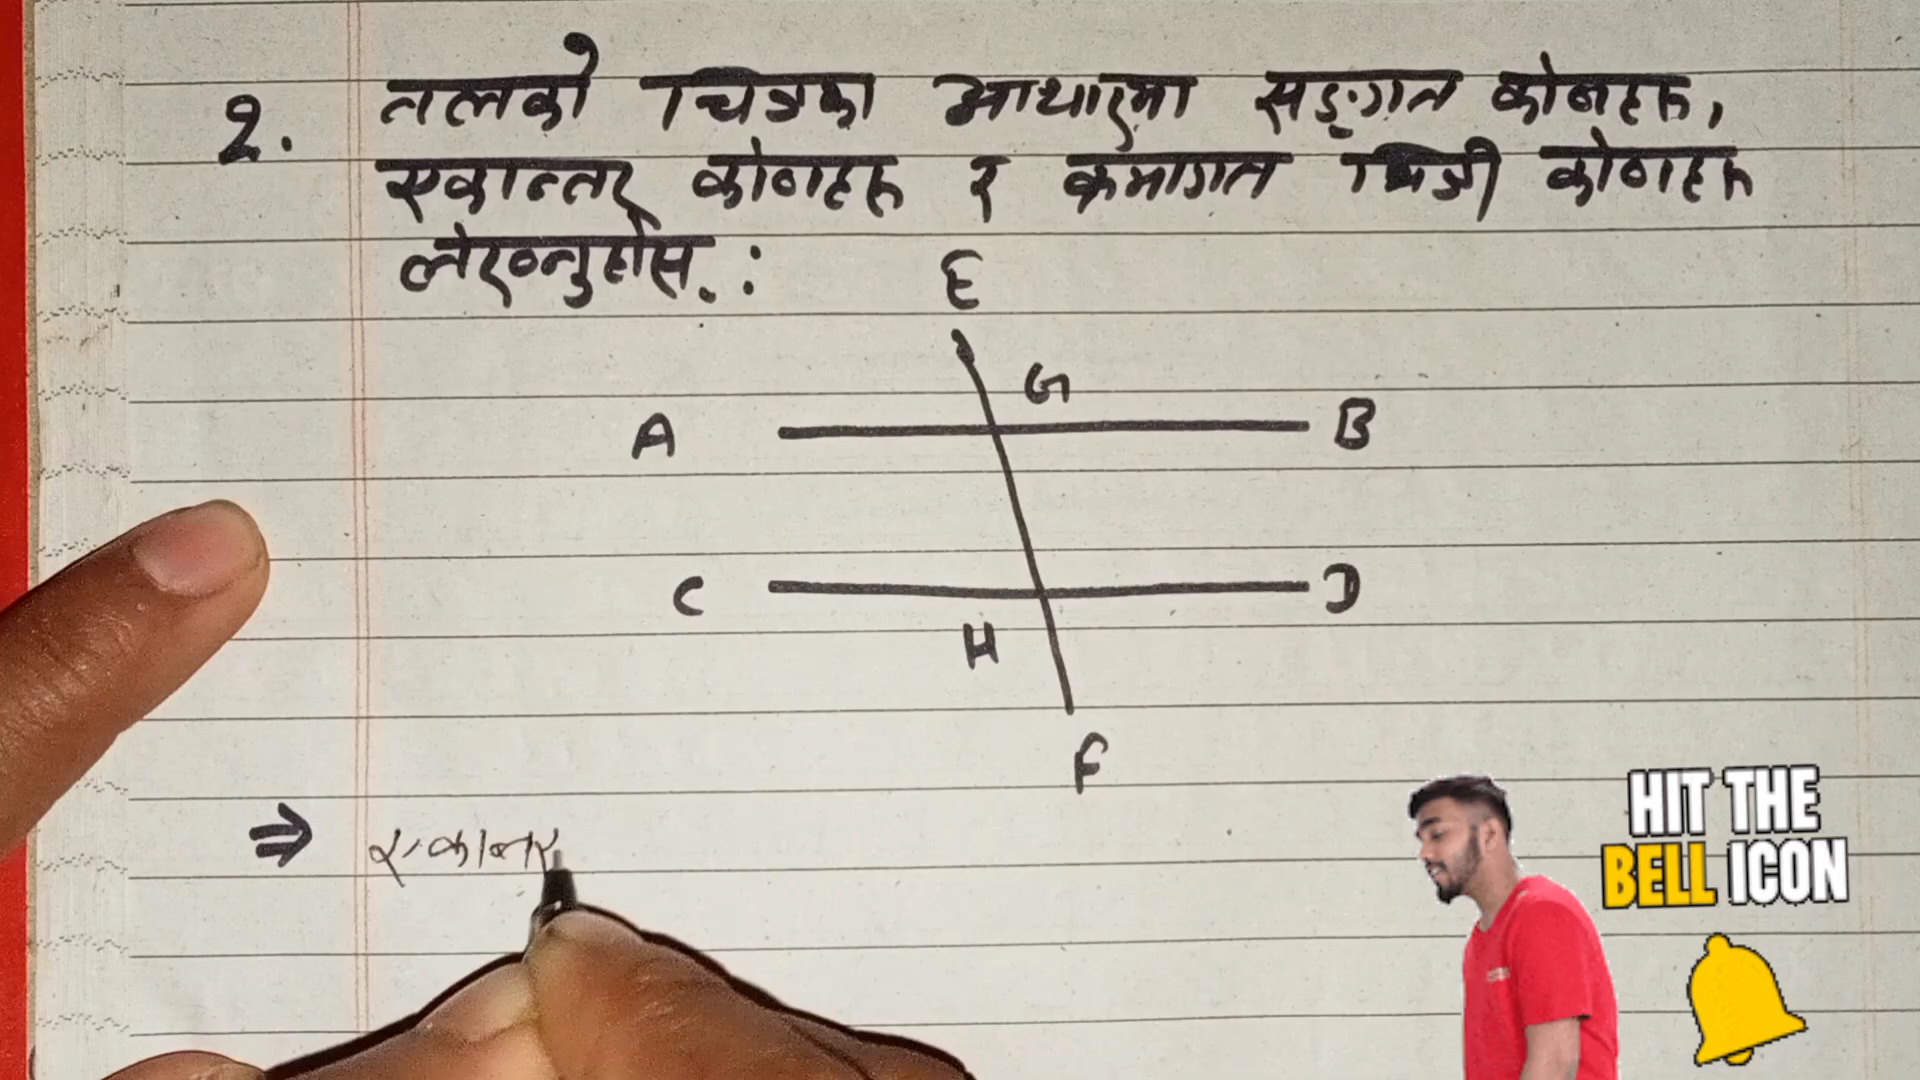 2. तलको चित्रका आधारमा सङ्गत कोणहरू,
एकान्तर कोणहरू र क्रमागत भित्री कोणहरू
लेख्नुहोस् :
E
G
A
B
C
D
H
F
⇒ एकान्तर
HIT THE
BELL ICON